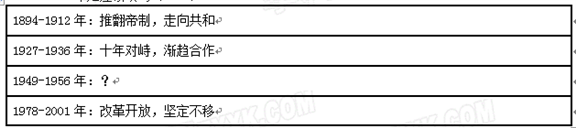 1894-1912 年：推翻帝制，走向共和
1927-1936 年：十年对峙，渐趋合作
1949-1956 年：？
1978-2001 年：改革开放，坚定不移